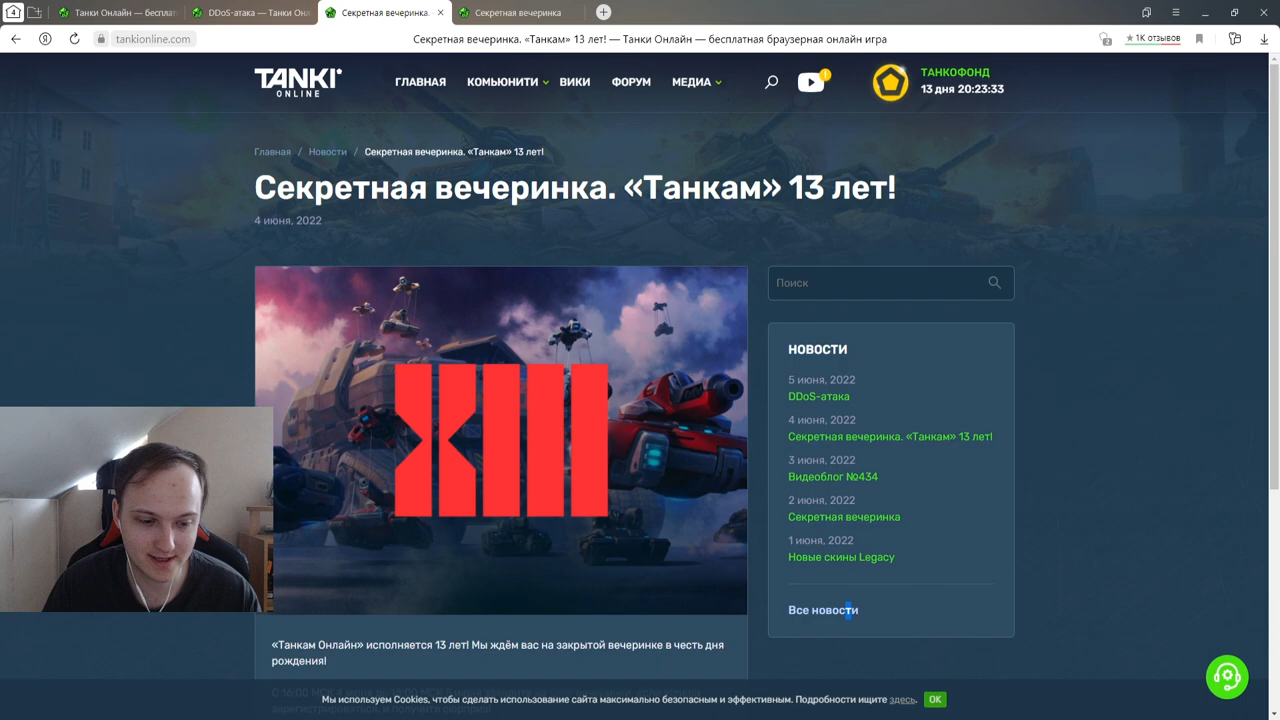 4
Танки Онлайн — бесплат
DDoS-атака — Танки Онл
Секретная вечеринка.
Секретная вечеринка
tankionline.com
Секретная вечеринка. «Танкам» 13 лет! — Танки Онлайн — бесплатная браузерная онлайн игра
★ 1K отзывов
TANKI
ONLINE
ГЛАВНАЯ
КОМЬЮНИТИ
ВИКИ
ФОРУМ
МЕДИА
1
ТАНКОФОНД
13 дня 20:23:33
Главная / Новости / Секретная вечеринка. «Танкам» 13 лет!
Секретная вечеринка. «Танкам» 13 лет!
4 июня, 2022
XIII
«Танкам Онлайн» исполняется 13 лет! Мы ждём вас на закрытой вечеринке в честь дня
рождения!
Поиск
НОВОСТИ
5 июня, 2022
DDoS-атака
4 июня, 2022
Секретная вечеринка. «Танкам» 13 лет!
3 июня, 2022
Видеоблог №434
2 июня, 2022
Секретная вечеринка
1 июня, 2022
Новые скины Legacy
Все новости
Мы используем Cookies, чтобы сделать использование сайта максимально безопасным и эффективным. Подробности ищите здесь. OK